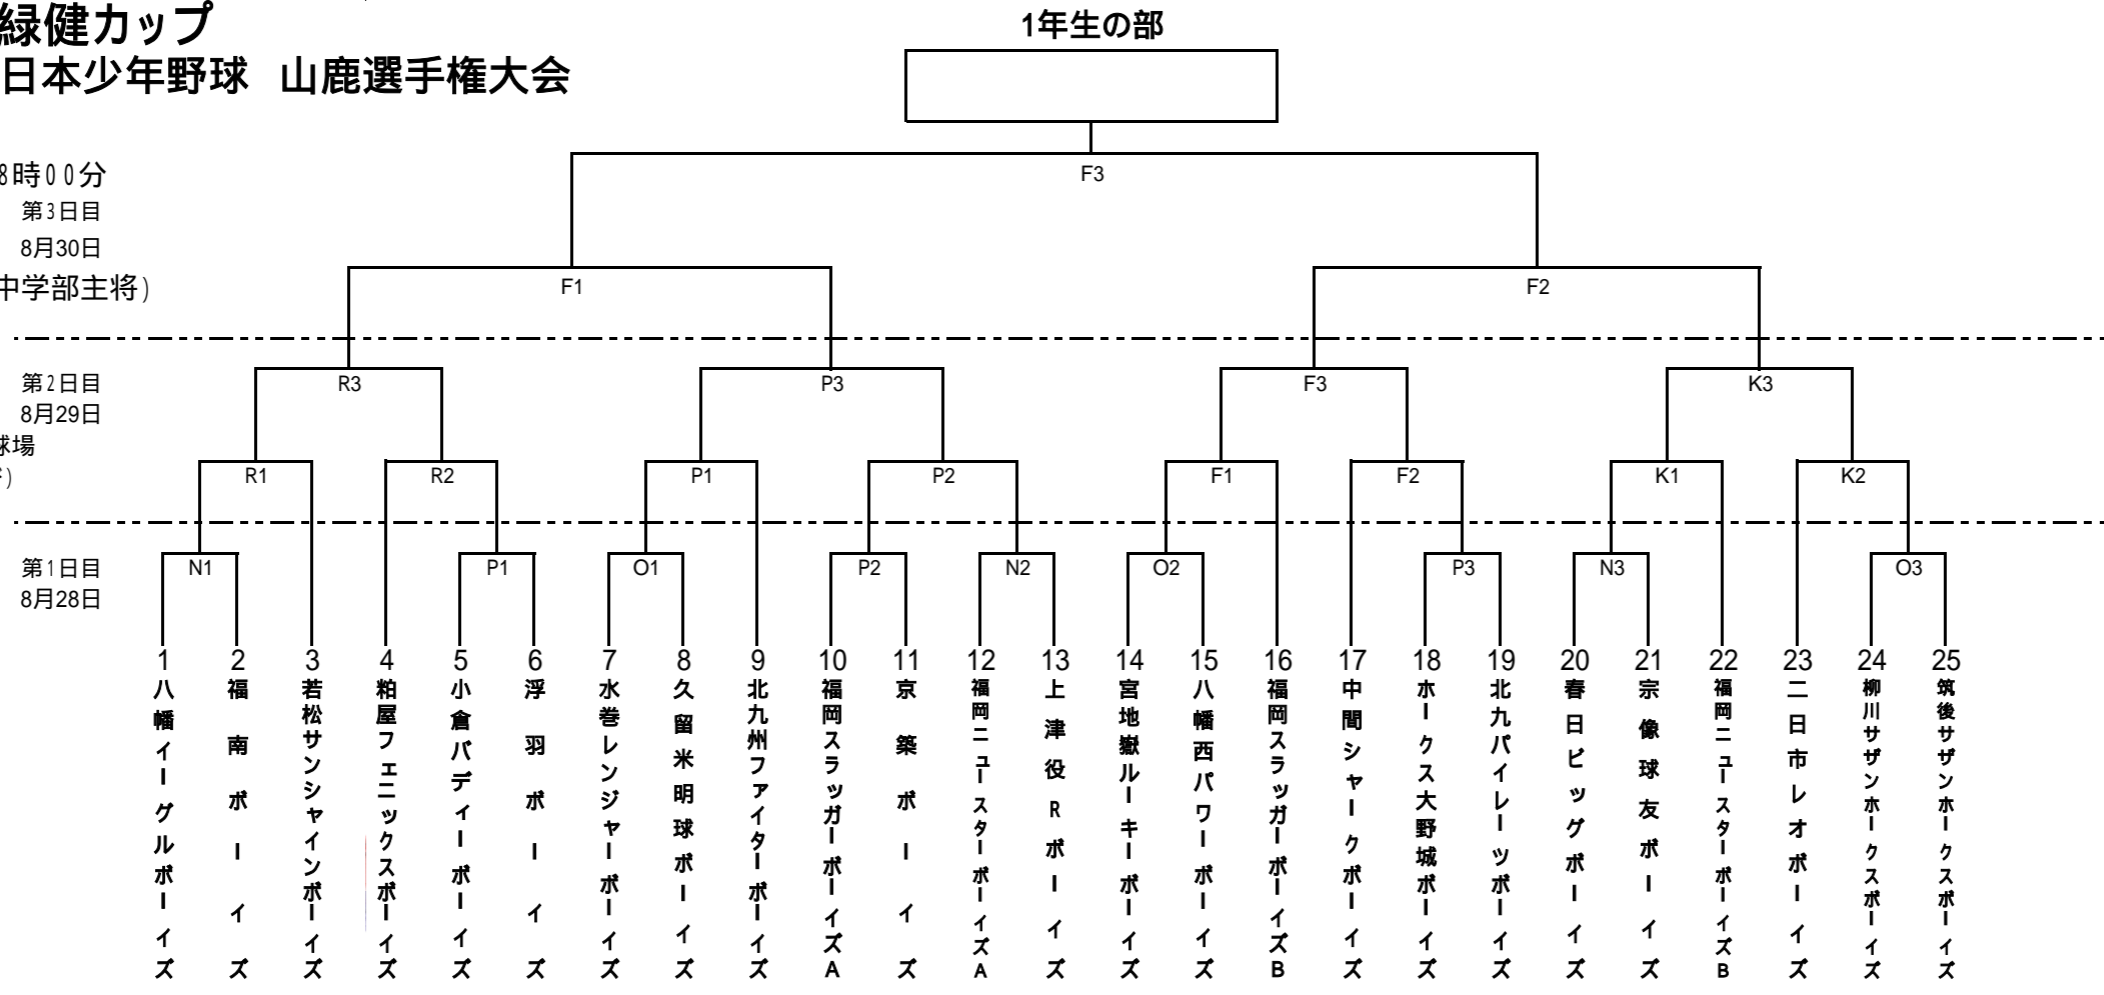 緑健カップ
日本少年野球 山鹿選手権大会
1年生の部
8時00分
F3
第3日目
8月30日
中学部主将)
F1
F2
第2日目
8月29日
球場
R3
P3
F3
K3
R1
R2
P1
P2
F1
F2
K1
K2
第1日目
8月28日
N1
P1
O1
P2
N2
O2
P3
N3
O3
1
八幡イーグルボーイズ
2
福南ボーイズ
3
若松サンシャインボーイズ
4
粕屋フェニックスボーイズ
5
小倉バディーボーイズ
6
浮羽ボーイズ
7
水巻レンジャーボーイズ
8
久留米明球ボーイズ
9
北九州ファイターボーイズ
10
福岡スラッガーボーイズA
11
京築ボーイズ
12
福岡ニュースターボーイズA
13
上津役Rボーイズ
14
宮地嶽ルーキーボーイズ
15
八幡西パワーボーイズ
16
福岡スラッガーボーイズB
17
中間シャークボーイズ
18
ホークス大野城ボーイズ
19
北九パイレーツボーイズ
20
春日ビッグボーイズ
21
宗像球友ボーイズ
22
福岡ニュースターボーイズB
23
二日市レオボーイズ
24
柳川サザンホークスボーイズ
25
筑後サザンホークスボーイズ